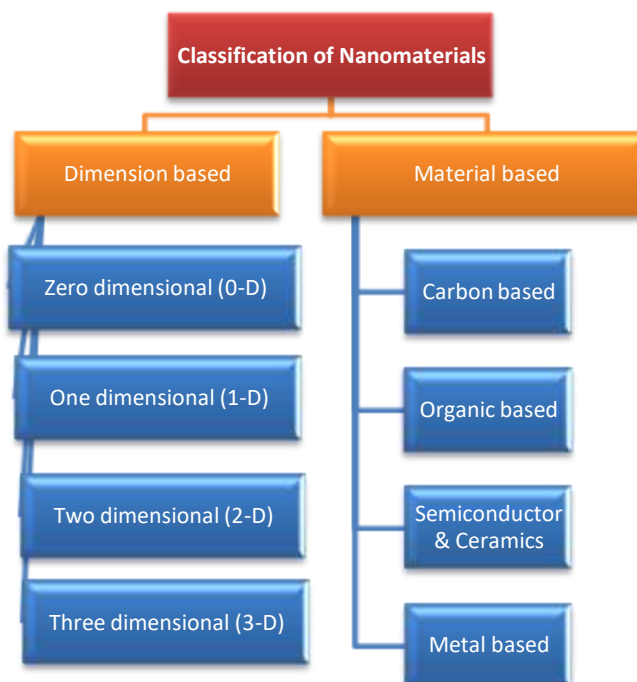 Classification of Nanomaterials
Dimension based
Zero dimensional (0-D)
One dimensional (1-D)
Two dimensional (2-D)
Three dimensional (3-D)
Material based
Carbon based
Organic based
Semiconductor
& Ceramics
Metal based